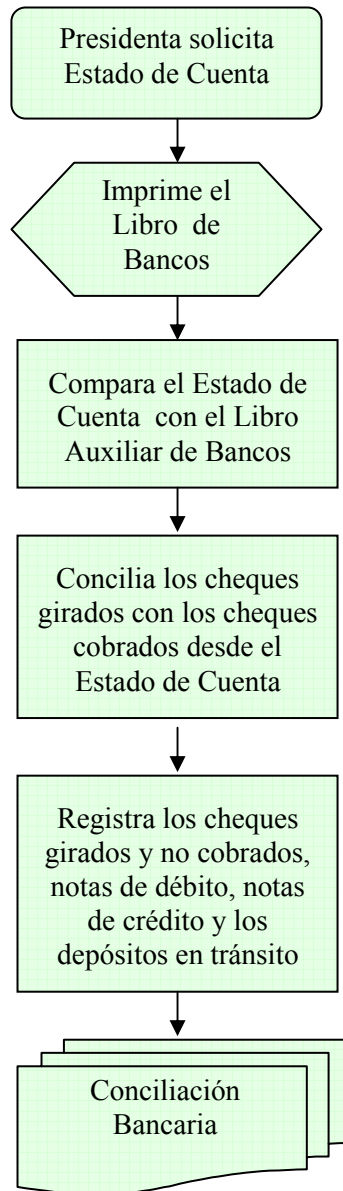 Presidenta solicita
Estado de Cuenta
Imprime el
Libro de
Bancos
Compara el Estado de
Cuenta con el Libro
Auxiliar de Bancos
Concilia los cheques
girados con los cheques
cobrados desde el
Estado de Cuenta
Registra los cheques
girados y no cobrados,
notas de débito, notas
de crédito y los
depósitos en tránsito
Conciliación
Bancaria